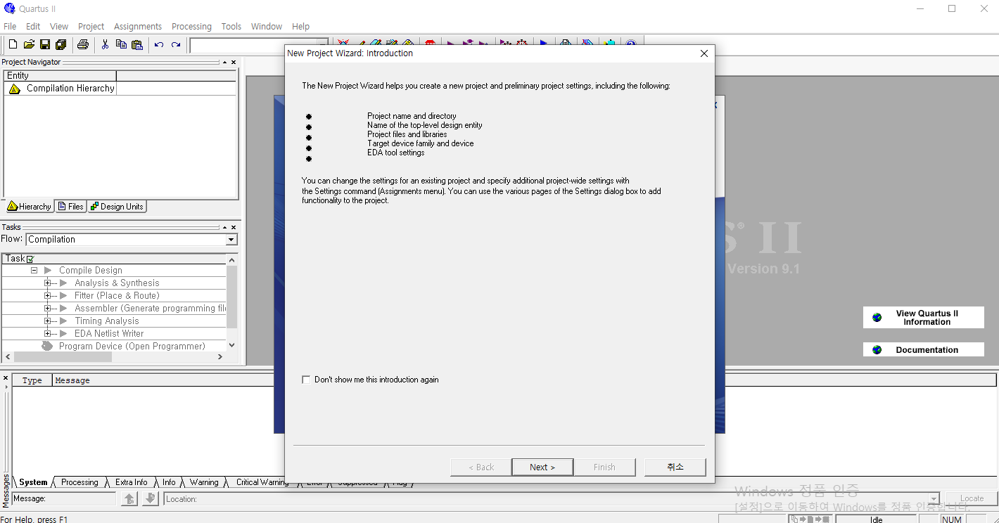 Quartus II
File Edit View Project Assignments Processing Tools Window Help
Project Navigator
Entity
Compilation Hierarchy
Hierarchy Files Design Units
Tasks
Flow: Compilation
Task
Compile Design
Analysis & Synthesis
Fitter (Place & Route)
Assembler (Generate programming file
Timing Analysis
EDA Netlist Writer
Program Device (Open Programmer)
New Project Wizard: Introduction
The New Project Wizard helps you create a new project and preliminary project settings, including the following:
Project name and directory
Name of the top-level design entity
Project files and libraries
Target device family and device
EDA tool settings
You can change the settings for an existing project and specify additional project-wide settings with
the Settings command (Assignments menu). You can use the various pages of the Settings dialog box to add
functionality to the project.
Don't show me this introduction again
< Back Next > Finish 취소
S® II
Version 9.1
View Quartus II
Information
Documentation
Type Message
Messages
System Processing Extra Info Info Warning Critical Warning Error Suppressed Flag
Message: Location: Locate
Windows 정품 인증
[설정]으로 이동하여 Windows를 정품 인증합니다.
For Help, press F1 Idle NUM